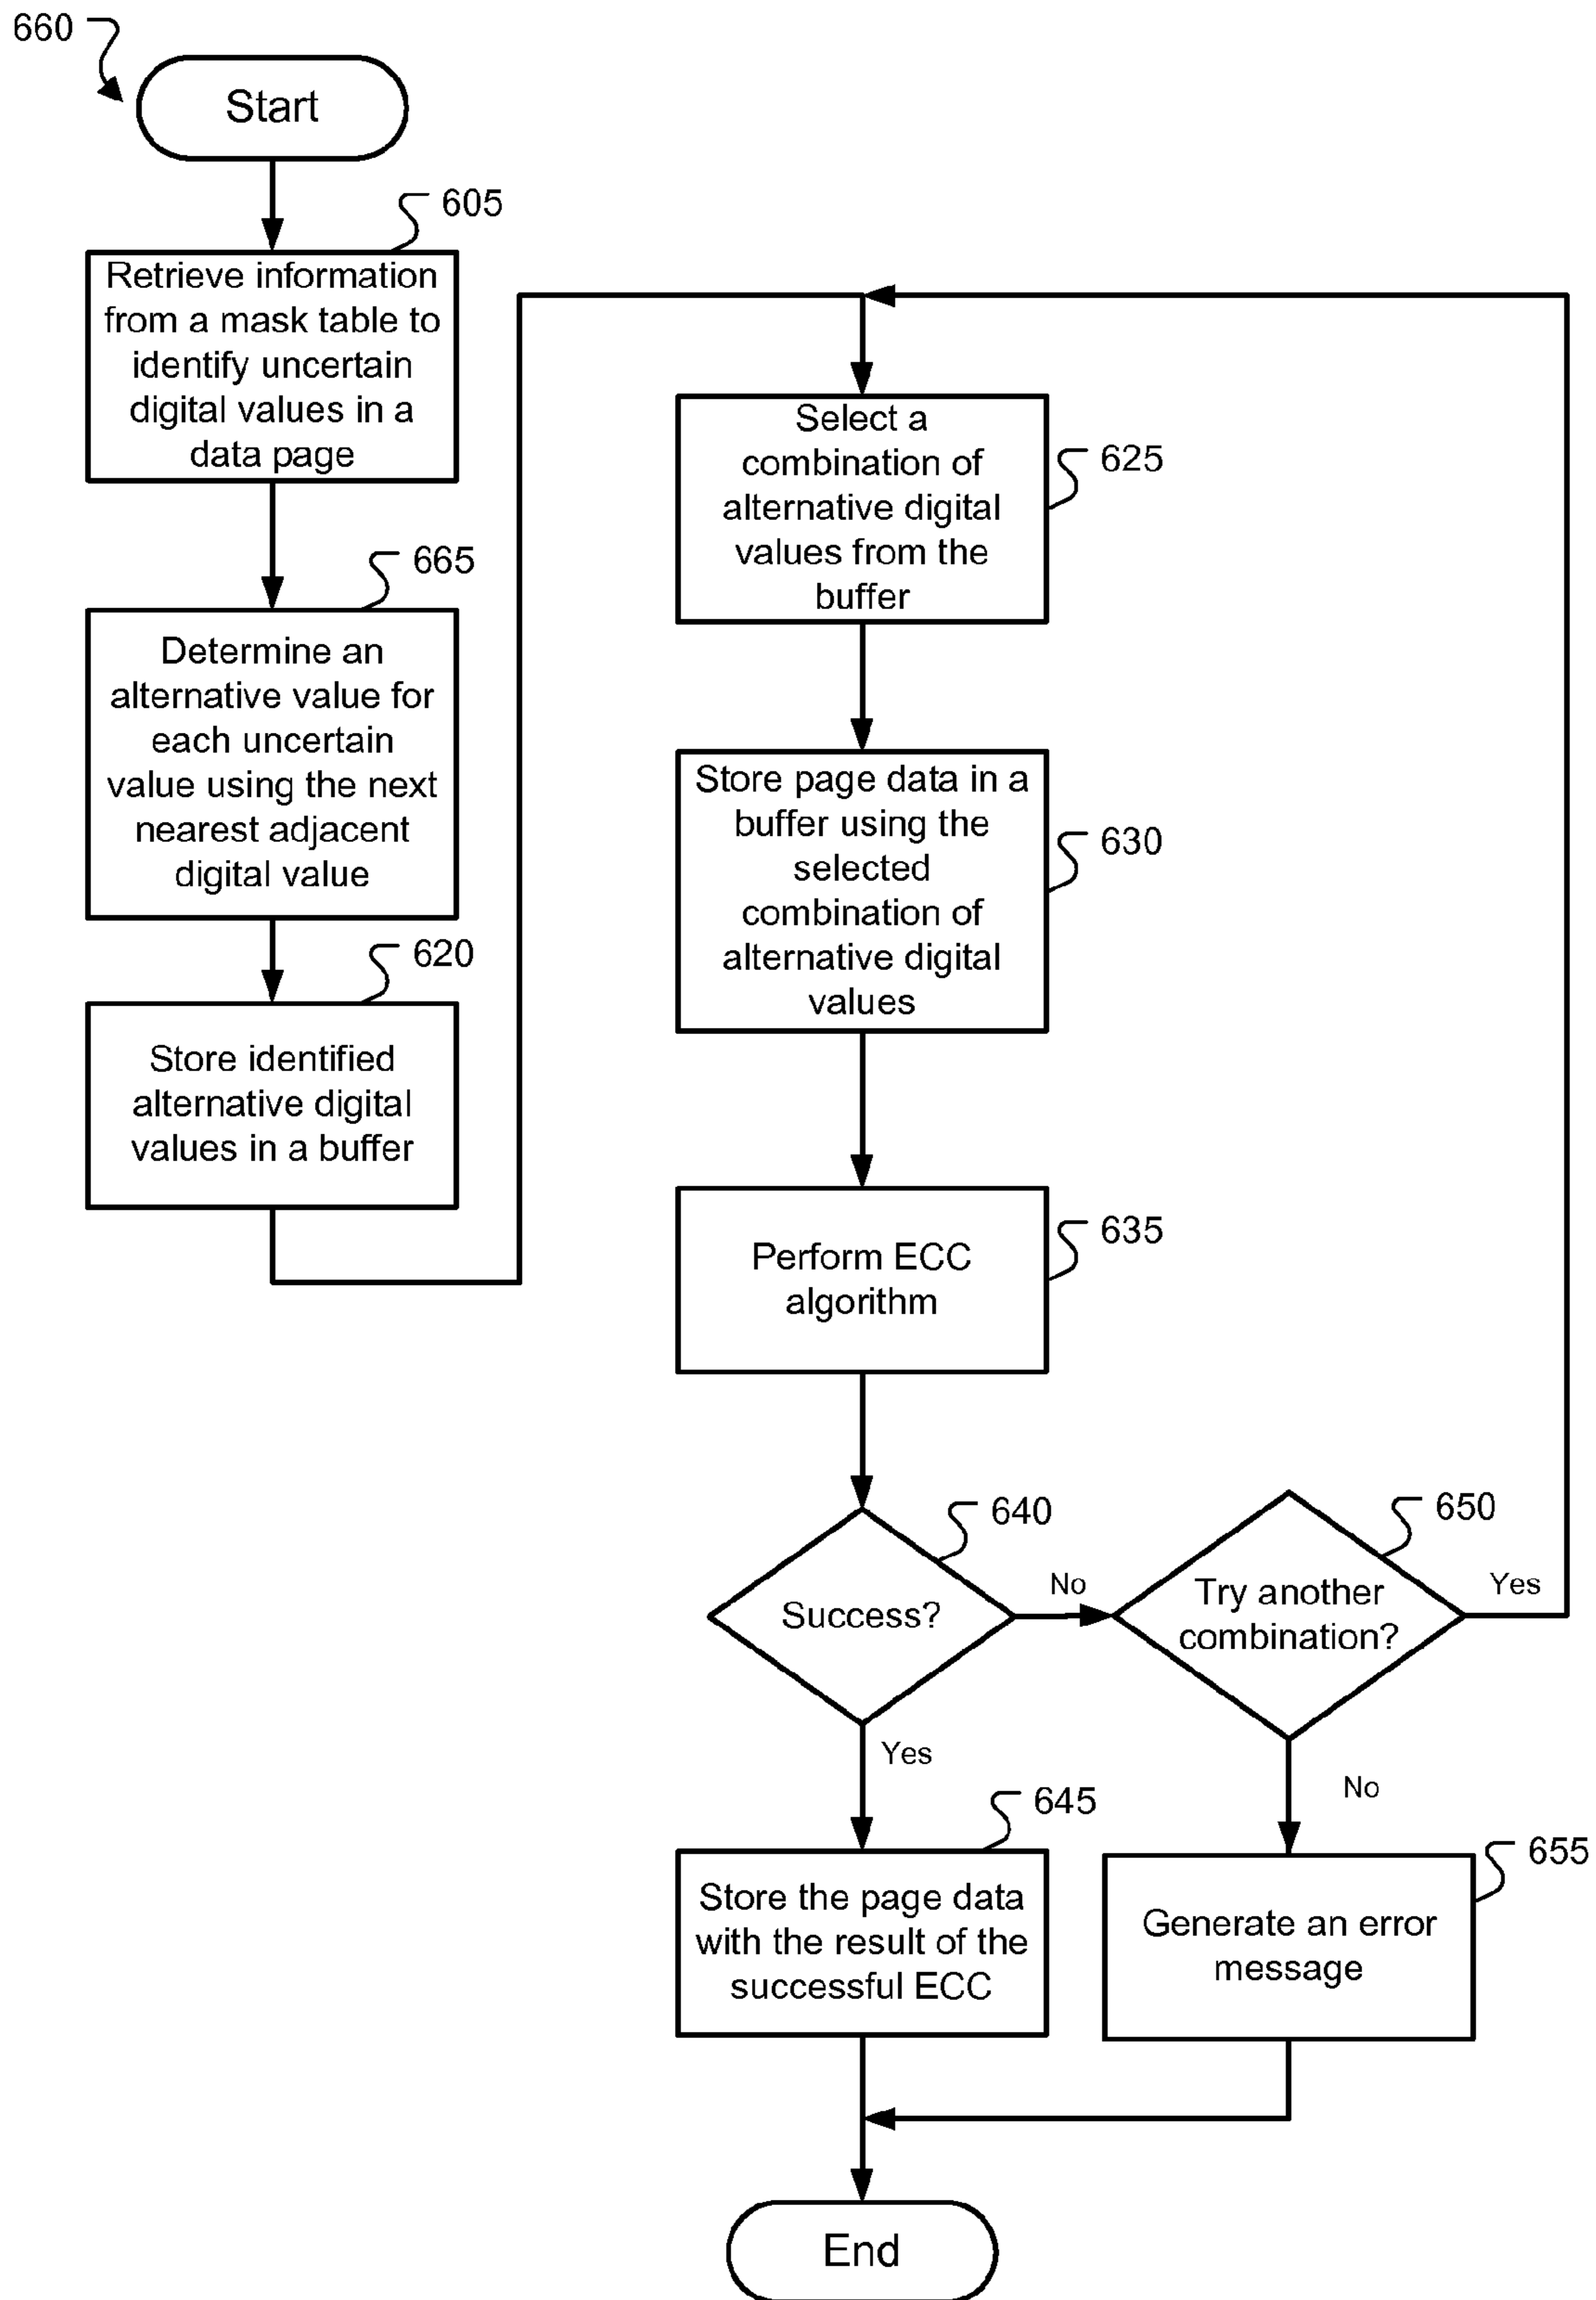 660
Start
605
Retrieve information
from a mask table to
identify uncertain
digital values in a
data page
665
Determine an
alternative value for
each uncertain
value using the next
nearest adjacent
digital value
620
Store identified
alternative digital
values in a buffer
Select a
combination of
alternative digital
values from the
buffer
625
Store page data in a
buffer using the
selected
combination of
alternative digital
values
630
Perform ECC
algorithm
635
640
Success?
No
Yes
650
Try another
combination?
Yes
No
645
Store the page data
with the result of the
successful ECC
655
Generate an error
message
End